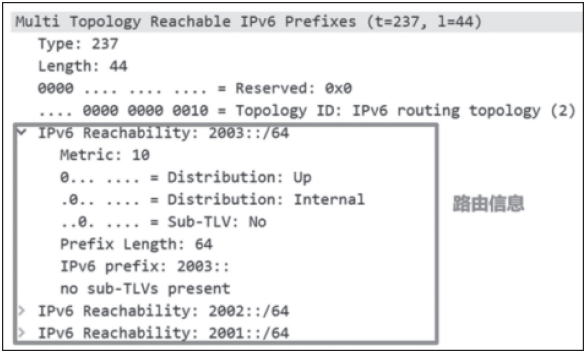 Multi Topology Reachable IPv6 Prefixes (t=237, l=44)
Type: 237
Length: 44
0000 .... .... .... = Reserved: 0x0
.... 0000 0000 0010 = Topology ID: IPv6 routing topology (2)
IPv6 Reachability: 2003::/64
Metric: 10
0... .... = Distribution: Up
.0.. .... = Distribution: Internal
..0. .... = Sub-TLV: No
路由信息
Prefix Length: 64
IPv6 prefix: 2003::
no sub-TLVs present
IPv6 Reachability: 2002::/64
IPv6 Reachability: 2001::/64